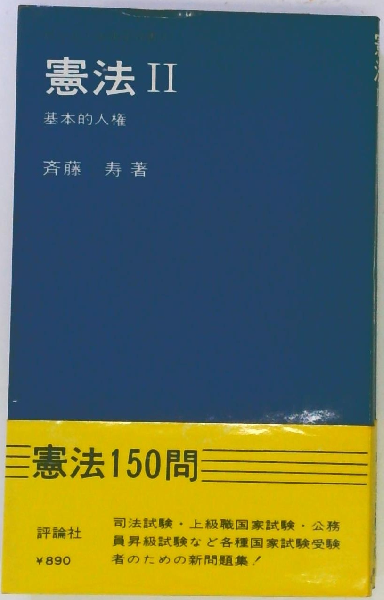 憲法 II
基本的人権
斉藤 寿著
憲法150問
評論社
¥890
司法試験・上級職国家試験・公務
員昇級試験など各種国家試験受験
者のための新問題集!